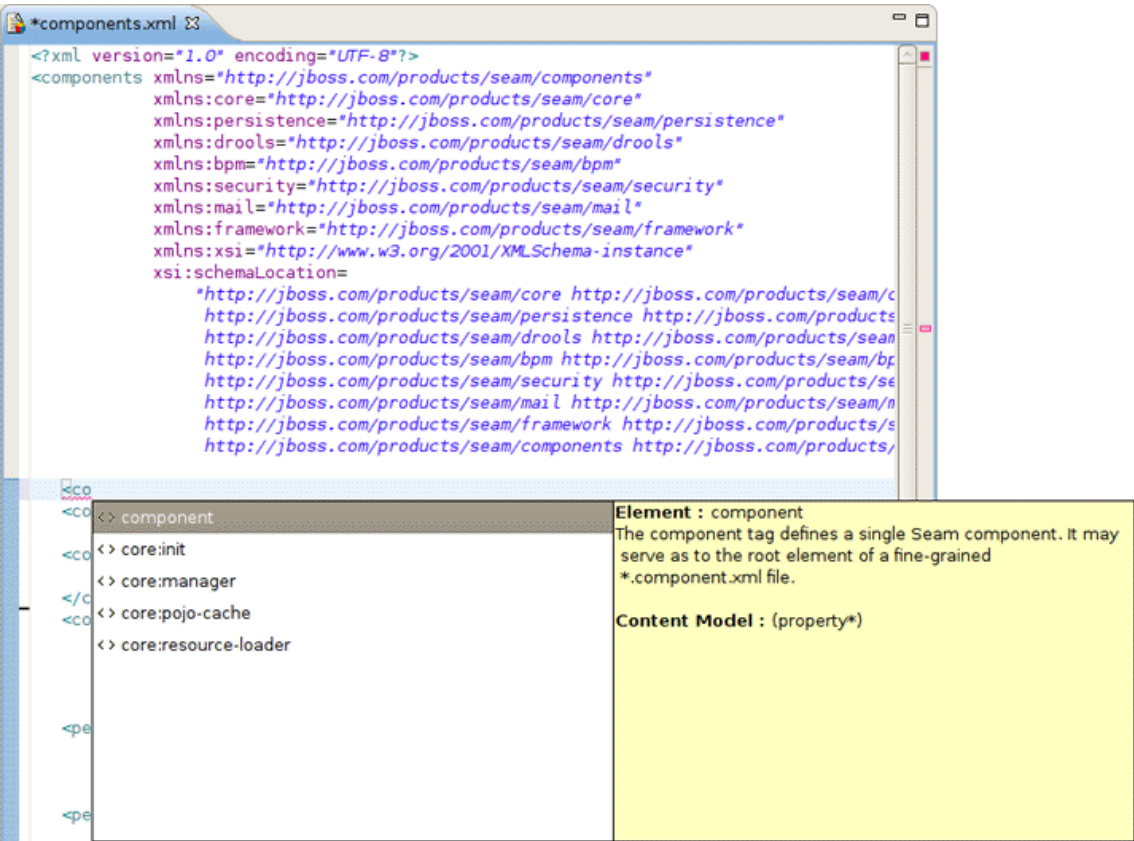 *components.xml
<?xml version="1.0" encoding="UTF-8"?>
<components xmlns="http://jboss.com/products/seam/components"
xmlns:core="http://jboss.com/products/seam/core"
xmlns:persistence="http://jboss.com/products/seam/persistence"
xmlns:drools="http://jboss.com/products/seam/drools"
xmlns:bpm="http://jboss.com/products/seam/bpm"
xmlns:security="http://jboss.com/products/seam/security"
xmlns:mail="http://jboss.com/products/seam/mail"
xmlns:framework="http://jboss.com/products/seam/framework"
xmlns:xsi="http://www.w3.org/2001/XMLSchema-instance"
xsi:schemaLocation=
"http://jboss.com/products/seam/core http://jboss.com/products/seam/c
http://jboss.com/products/seam/persistence http://jboss.com/products
http://jboss.com/products/seam/drools http://jboss.com/products/seam
http://jboss.com/products/seam/bpm http://jboss.com/products/seam/bp
http://jboss.com/products/seam/security http://jboss.com/products/se
http://jboss.com/products/seam/mail http://jboss.com/products/seam/m
http://jboss.com/products/seam/framework http://jboss.com/products/s
http://jboss.com/products/seam/components http://jboss.com/products/
<co
<co
<co
</c
<co
<pe
<pe
<> component
<> core:init
<> core:manager
<> core:pojo-cache
<> core:resource-loader
Element : component
The component tag defines a single Seam component. It may
serve as to the root element of a fine-grained
*.component.xml file.
Content Model : (property*)